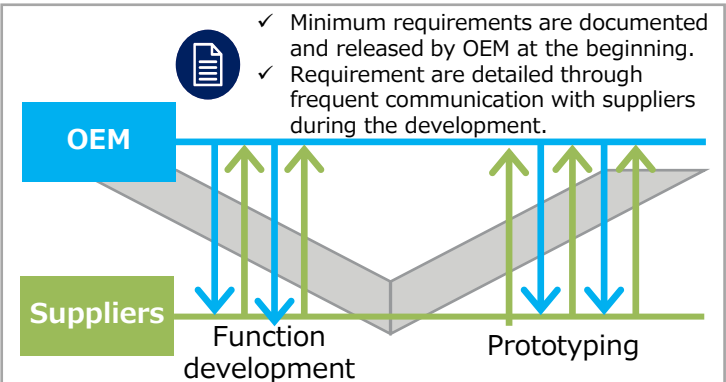 ✓ Minimum requirements are documented
and released by OEM at the beginning.
✓ Requirement are detailed through
frequent communication with suppliers
during the development.
OEM
Suppliers
Function
development
Prototyping